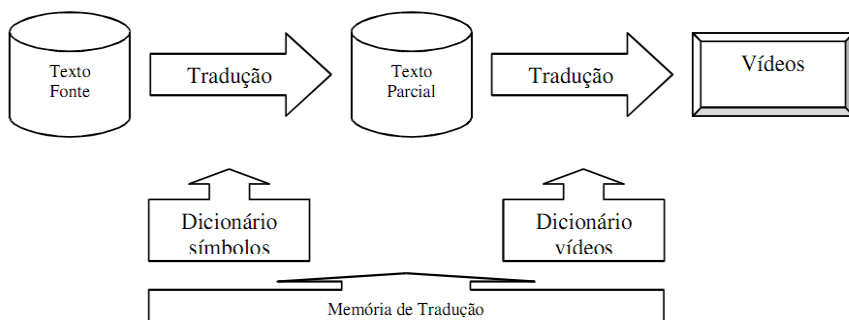 Texto
Fonte
Tradução
Texto
Parcial
Tradução
Vídeos
Dicionário
símbolos
Dicionário
vídeos
Memória de Tradução